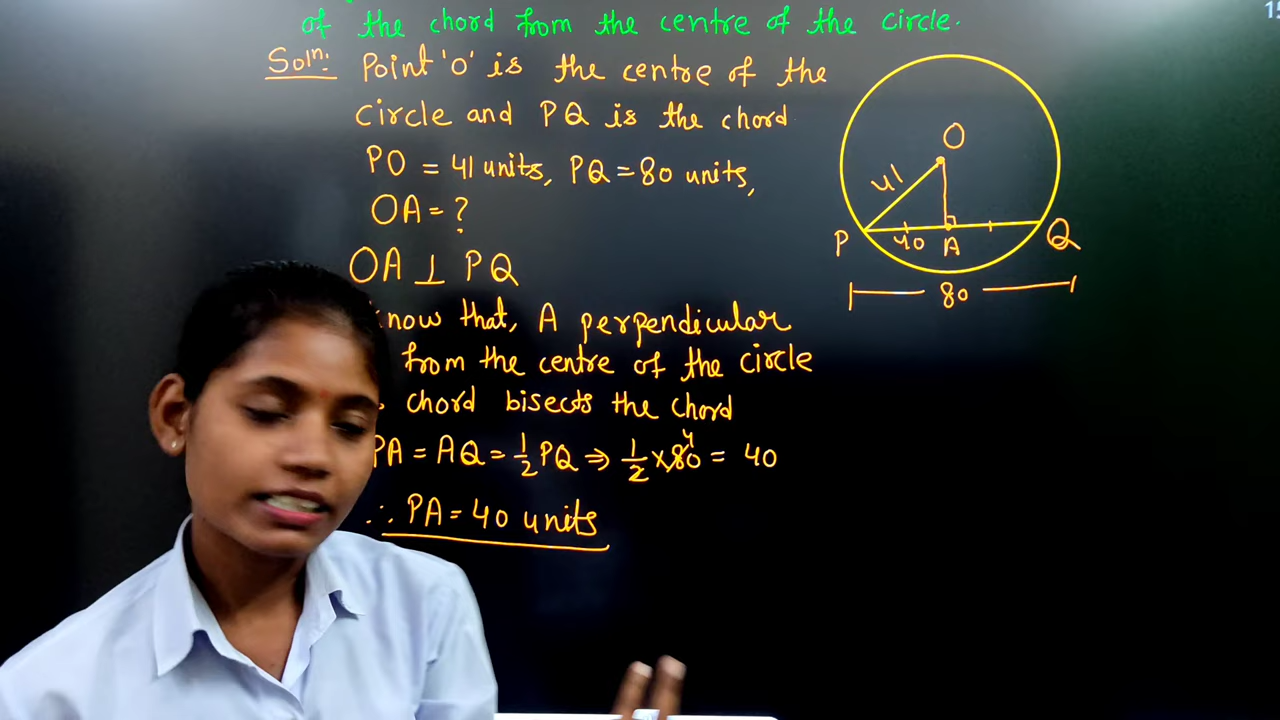 of the chord from the centre of the circle.
Solⁿ: Point 'O' is the centre of the
circle and PQ is the chord
PO = 41 units, PQ = 80 units,
OA = ?
OA ⊥ PQ
know that, A perpendicular
from the centre of the circle
chord bisects the chord
PA = AQ = 1/2 PQ ⇒ 1/2 × 80 4 = 40
∴ PA = 40 units
O
41
P 40 A Q
80